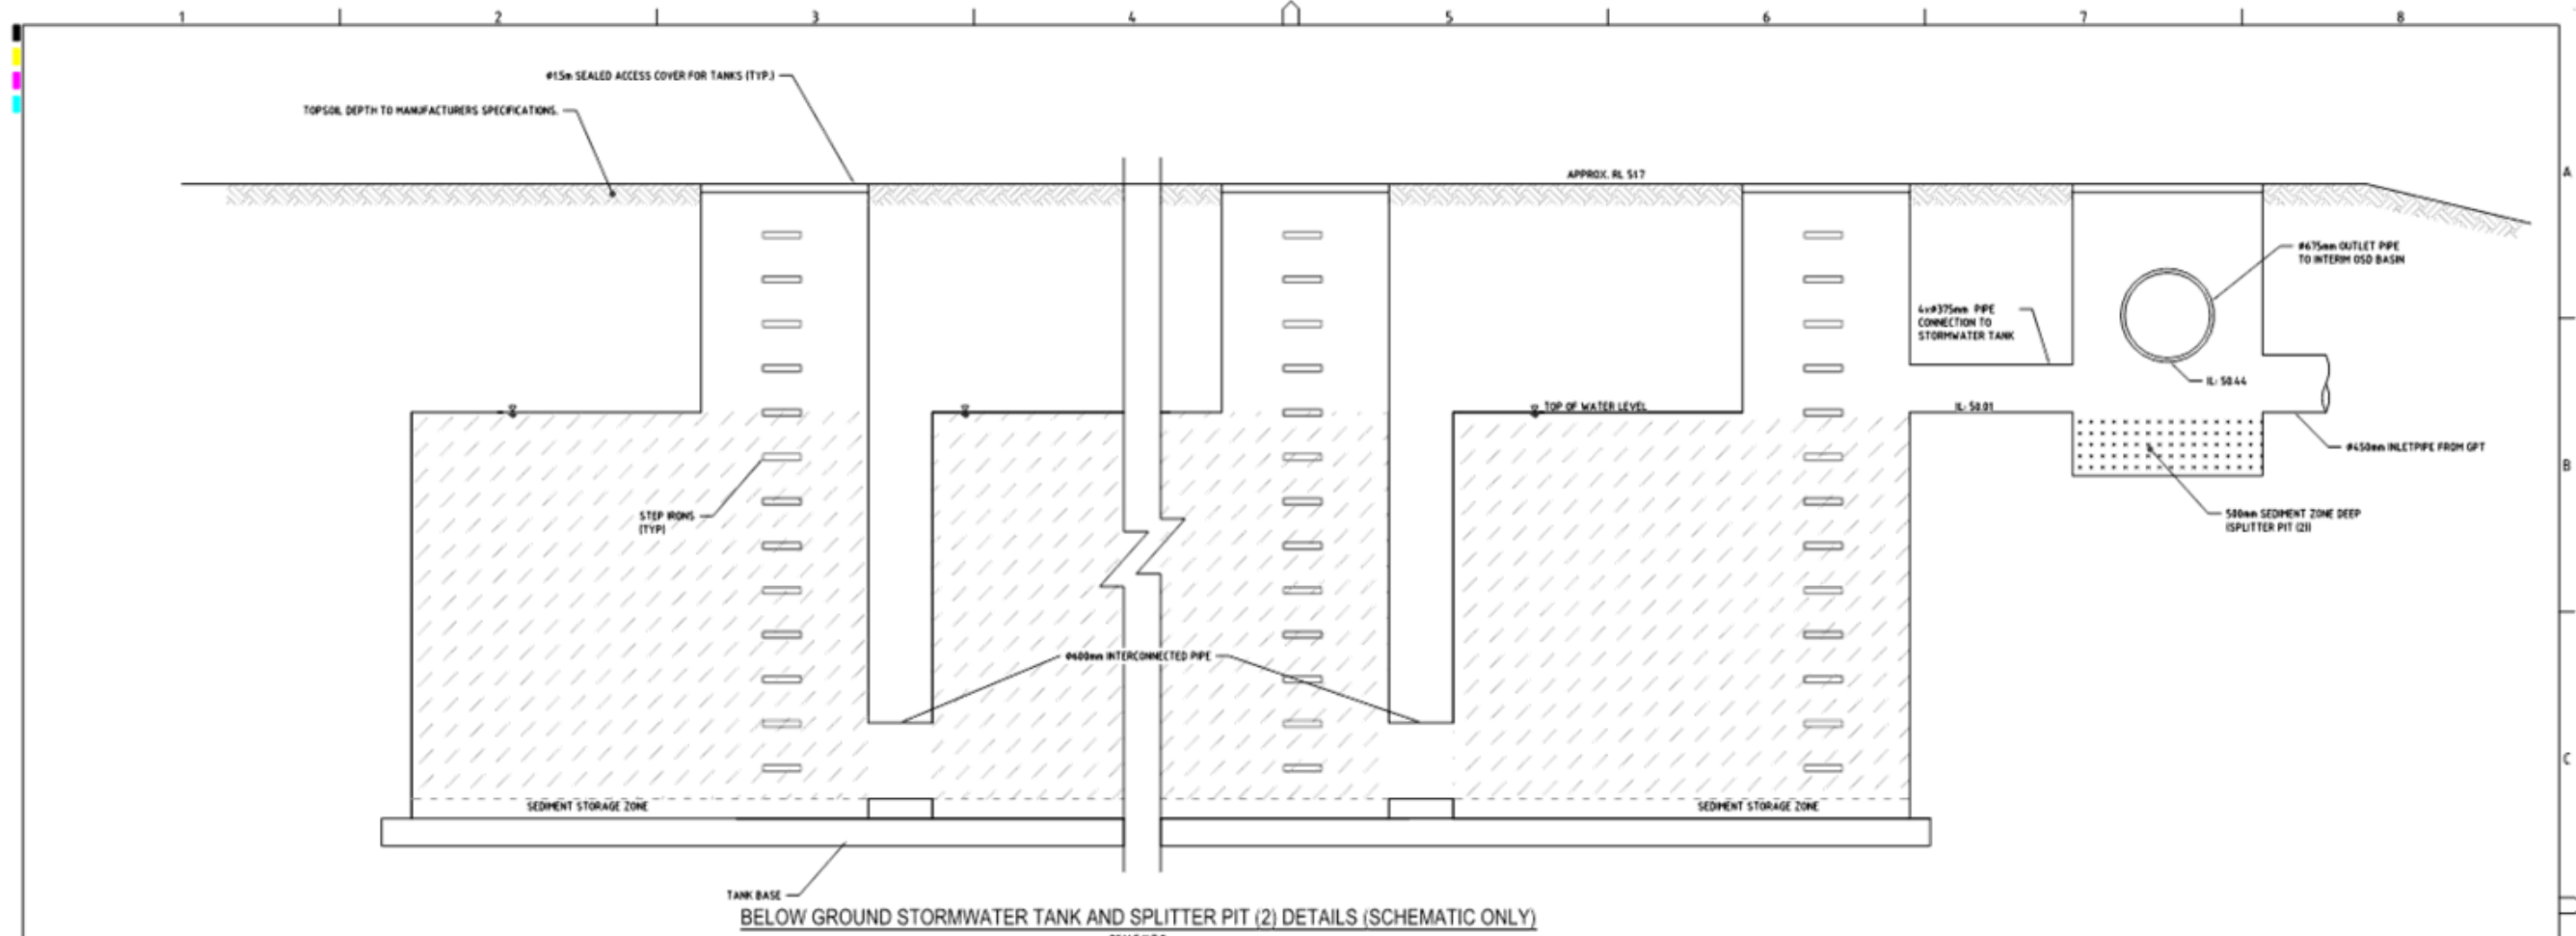 1 2 3 4 5 6 7 8
Ø1.5m SEALED ACCESS COVER FOR TANKS (TYP.)
TOPSOIL DEPTH TO MANUFACTURERS SPECIFICATIONS.
APPROX. RL 51.7
A
Ø675mm OUTLET PIPE
TO INTERIM OSD BASIN
4xØ375mm PIPE
CONNECTION TO
STORMWATER TANK
IL: 50.44
TOP OF WATER LEVEL
IL: 50.01
Ø450mm INLETPIPE FROM GPT
B
STEP IRONS
(TYP)
500mm SEDIMENT ZONE DEEP
(SPLITTER PIT (2))
Ø600mm INTERCONNECTED PIPE
C
SEDIMENT STORAGE ZONE
SEDIMENT STORAGE ZONE
TANK BASE
BELOW GROUND STORMWATER TANK AND SPLITTER PIT (2) DETAILS (SCHEMATIC ONLY)